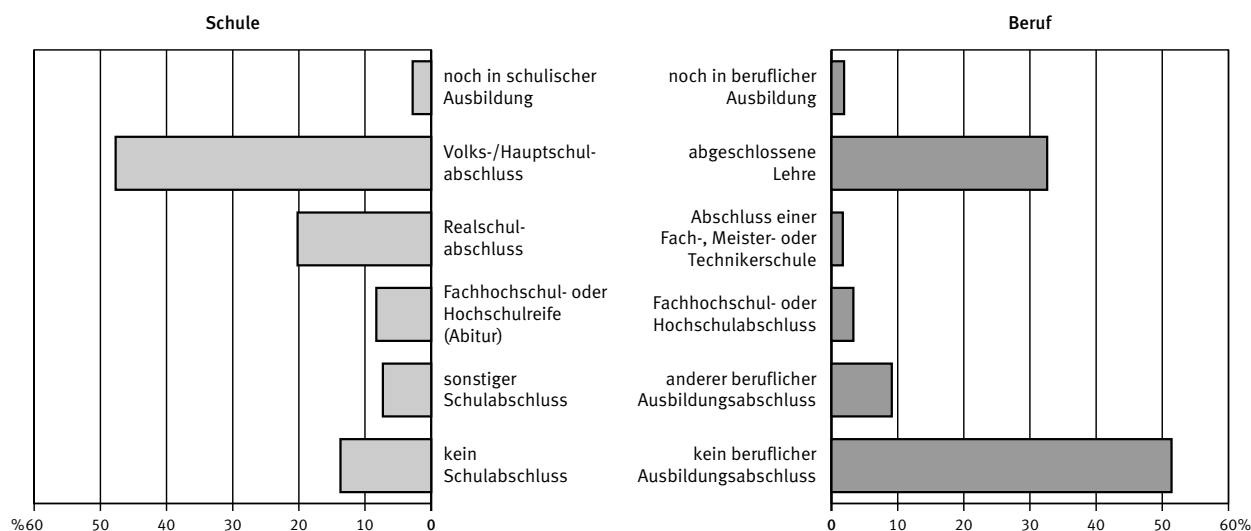 Schule
noch in schulischer
Ausbildung
Volks-/Hauptschul-
abschluss
Realschul-
abschluss
Fachhochschul- oder
Hochschulreife
(Abitur)
sonstiger
Schulabschluss
kein
Schulabschluss
%60 50 40 30 20 10 0
Beruf
noch in beruflicher
Ausbildung
abgeschlossene
Lehre
Abschluss einer
Fach-, Meister- oder
Technikerschule
Fachhochschul- oder
Hochschulabschluss
anderer beruflicher
Ausbildungsabschluss
kein beruflicher
Ausbildungsabschluss
0 10 20 30 40 50 60%